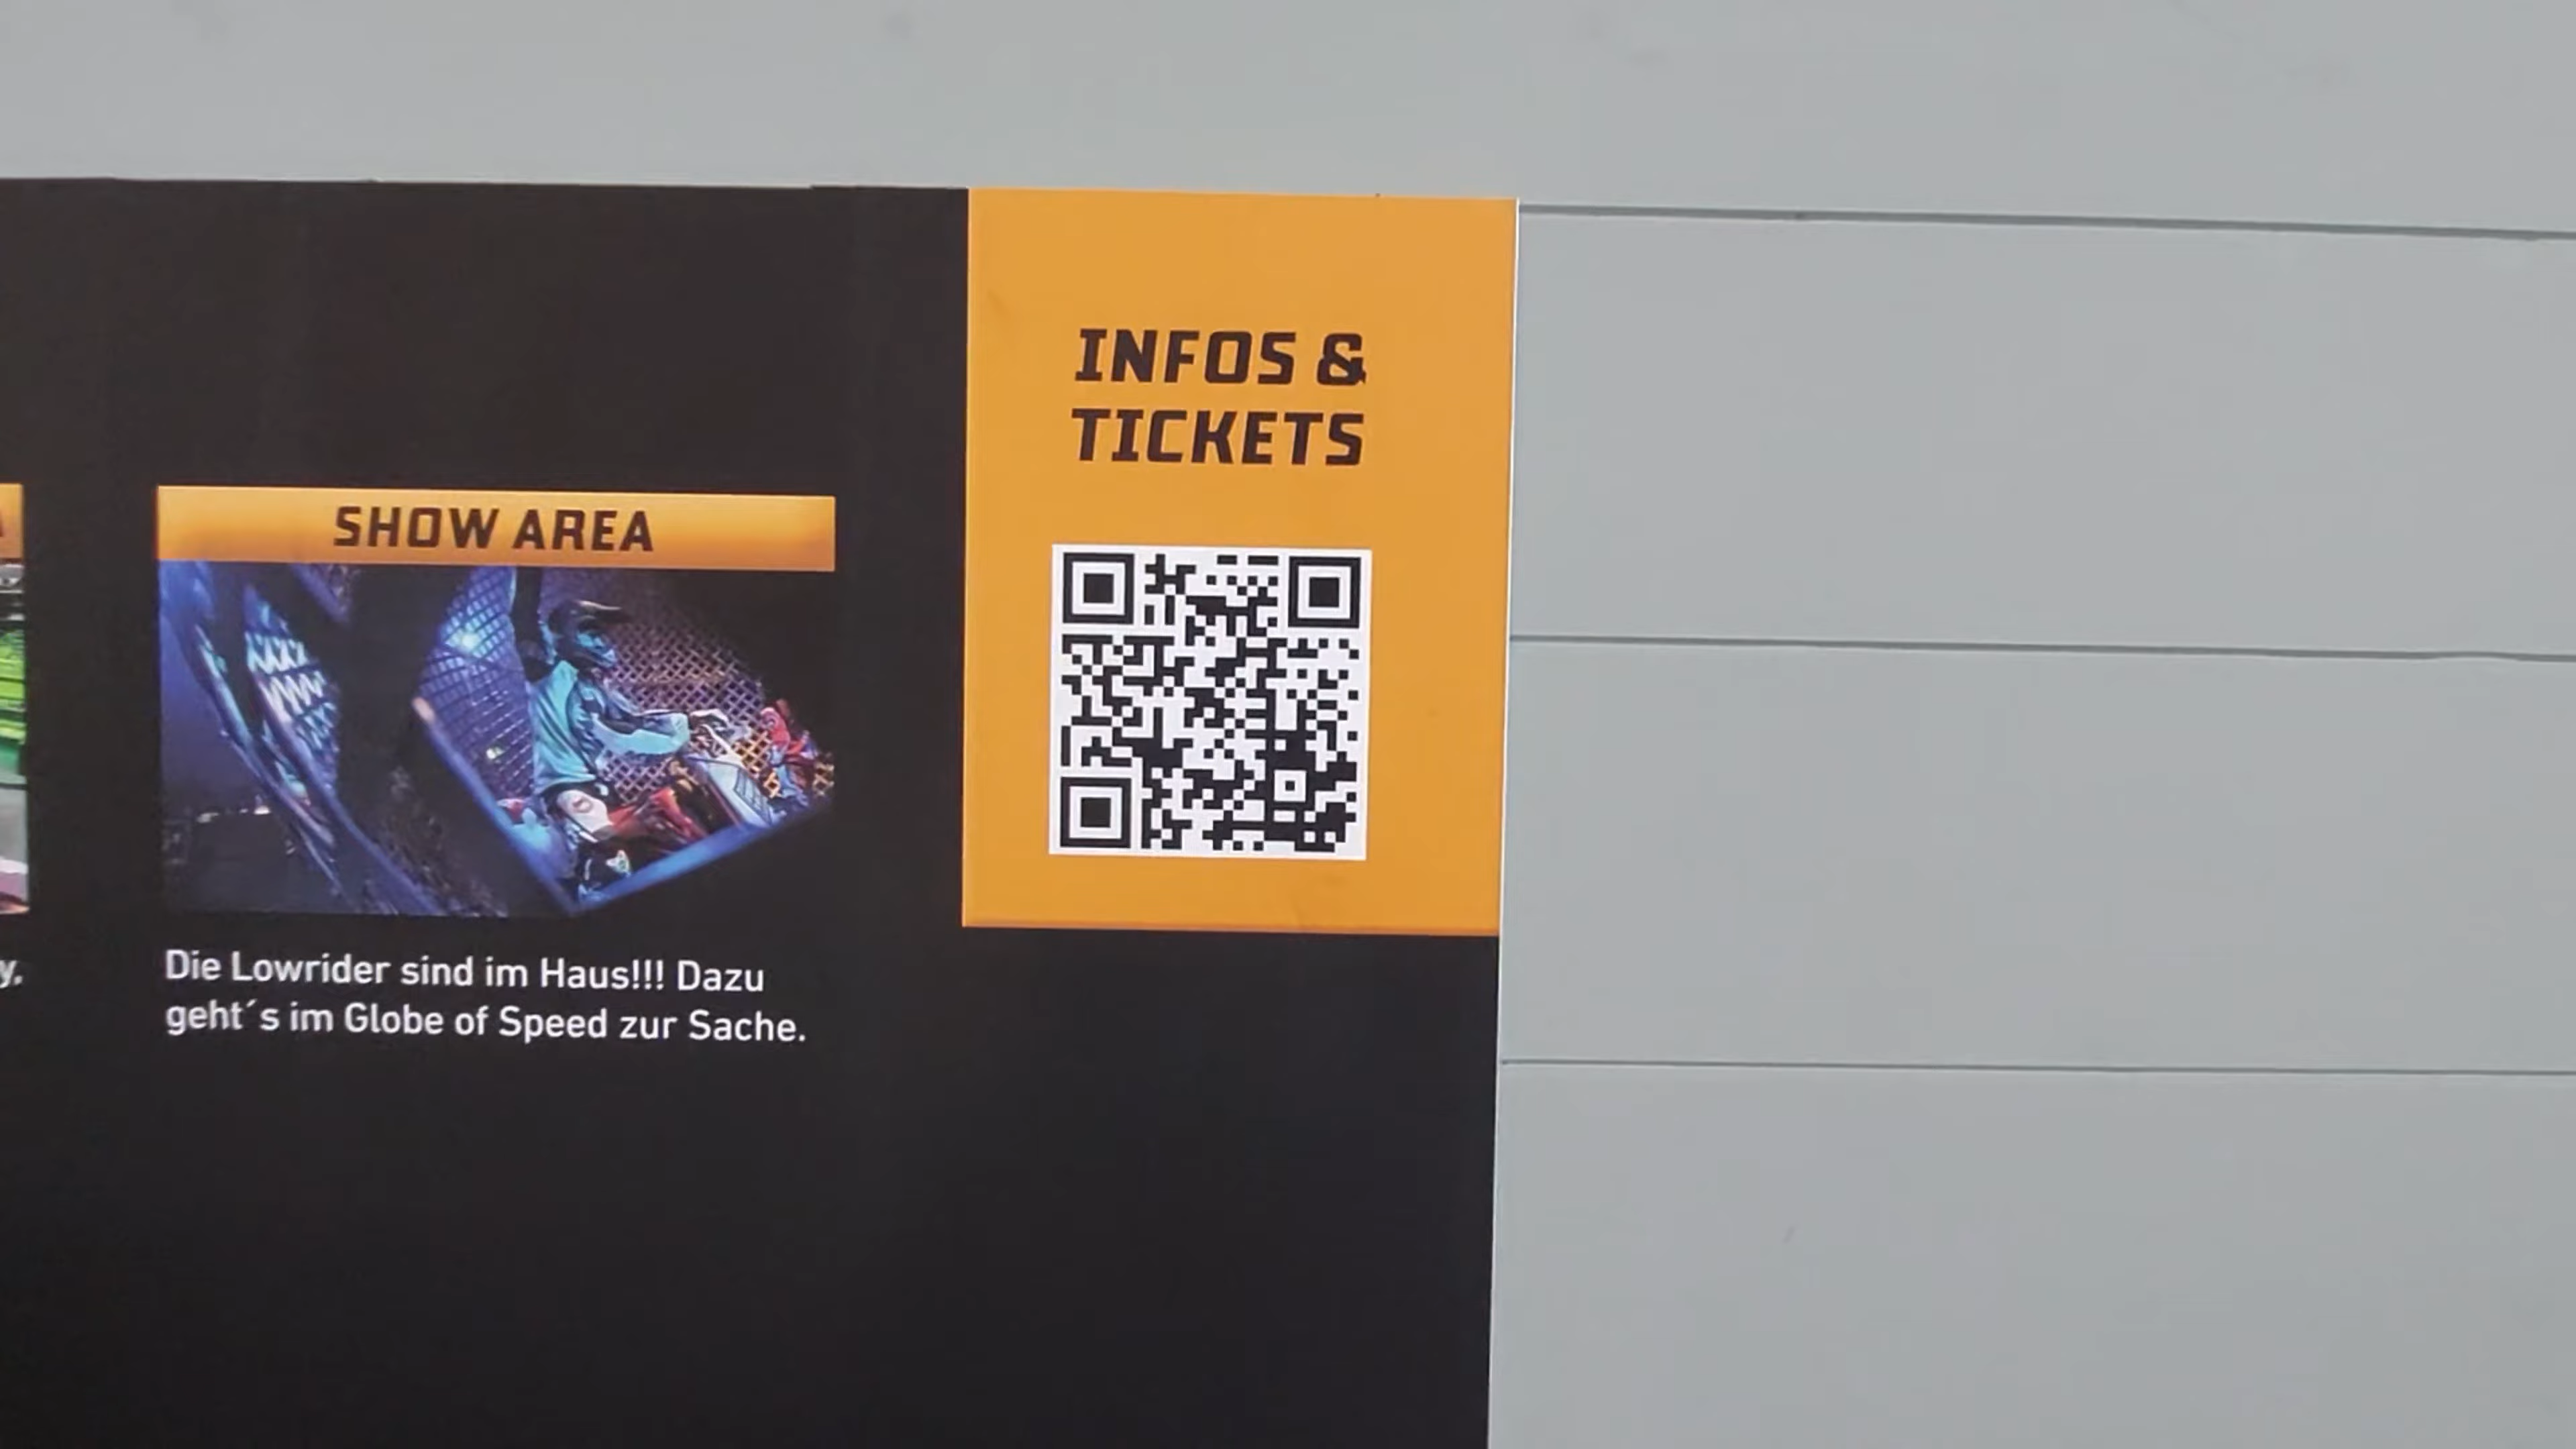 INFOS &
TICKETS
SHOW AREA
Die Lowrider sind im Haus!!! Dazu
geht´s im Globe of Speed zur Sache.
y,